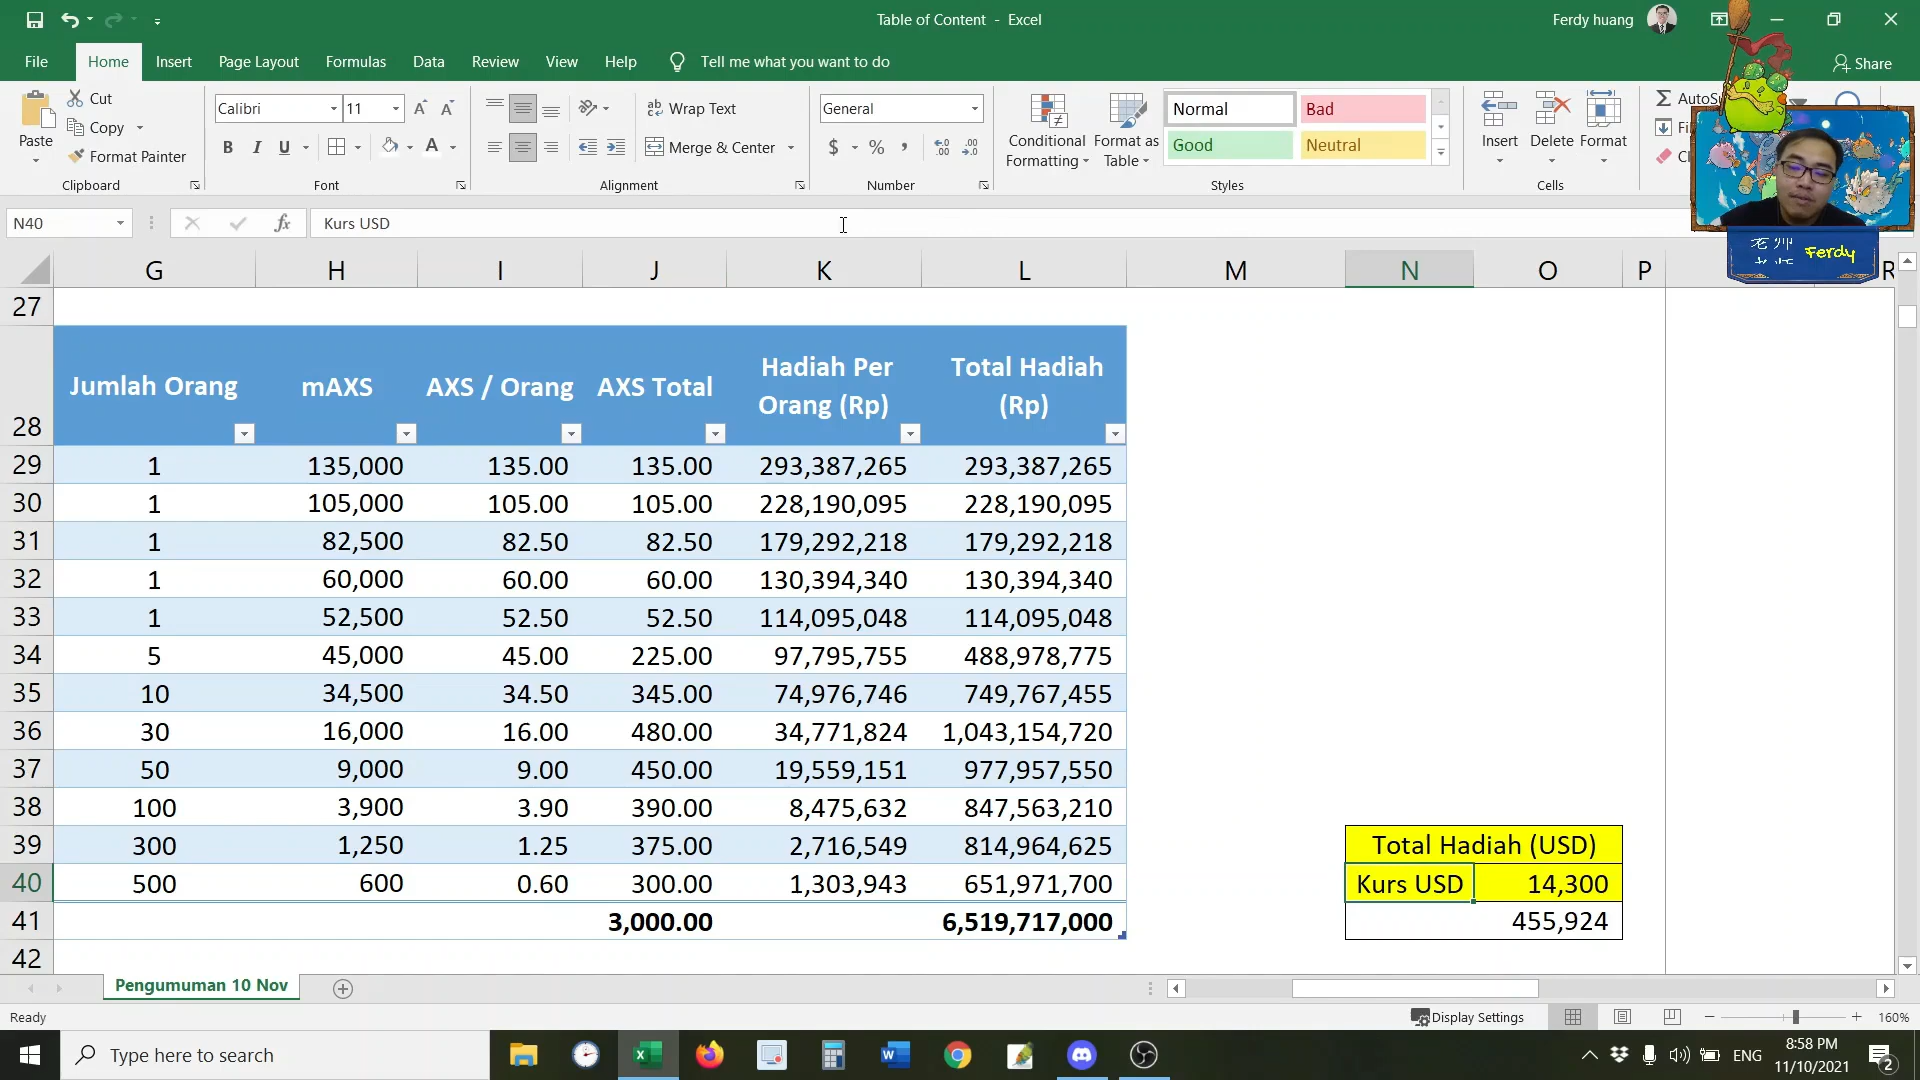 Table of Content - Excel
Ferdy huang
File Home Insert Page Layout Formulas Data Review View Help Tell me what you want to do
Share
Paste
Cut
Copy
Format Painter
Clipboard
Calibri 11
B I U
Font
Wrap Text
Merge & Center
Alignment
General
$ % ,
Number
Conditional Formatting
Format as Table
Normal Bad
Good Neutral
Styles
Insert Delete Format
Cells
老师 Ferdy
N40 fx Kurs USD
G H I J K L M N O P R
27
28 Jumlah Orang mAXS AXS / Orang AXS Total Hadiah Per Orang (Rp) Total Hadiah (Rp)
29 1 135,000 135.00 135.00 293,387,265 293,387,265
30 1 105,000 105.00 105.00 228,190,095 228,190,095
31 1 82,500 82.50 82.50 179,292,218 179,292,218
32 1 60,000 60.00 60.00 130,394,340 130,394,340
33 1 52,500 52.50 52.50 114,095,048 114,095,048
34 5 45,000 45.00 225.00 97,795,755 488,978,775
35 10 34,500 34.50 345.00 74,976,746 749,767,455
36 30 16,000 16.00 480.00 34,771,824 1,043,154,720
37 50 9,000 9.00 450.00 19,559,151 977,957,550
38 100 3,900 3.90 390.00 8,475,632 847,563,210
39 300 1,250 1.25 375.00 2,716,549 814,964,625 Total Hadiah (USD)
40 500 600 0.60 300.00 1,303,943 651,971,700 Kurs USD 14,300
41 3,000.00 6,519,717,000 455,924
42
Pengumuman 10 Nov
Ready
Display Settings
160%
Type here to search
ENG
8:58 PM
11/10/2021
2